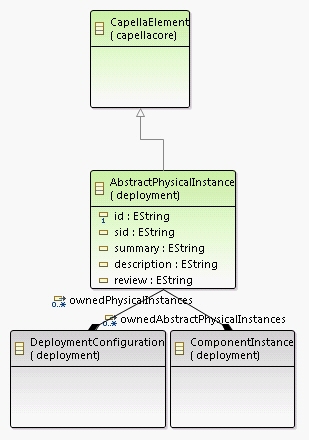 CapellaElement
( capellacore)
AbstractPhysicalInstance
( deployment)
1
id : EString
sid : EString
summary : EString
description : EString
review : EString
0..*
ownedPhysicalInstances
0..*
ownedAbstractPhysicalInstances
DeploymentConfiguration
( deployment)
ComponentInstance
( deployment)